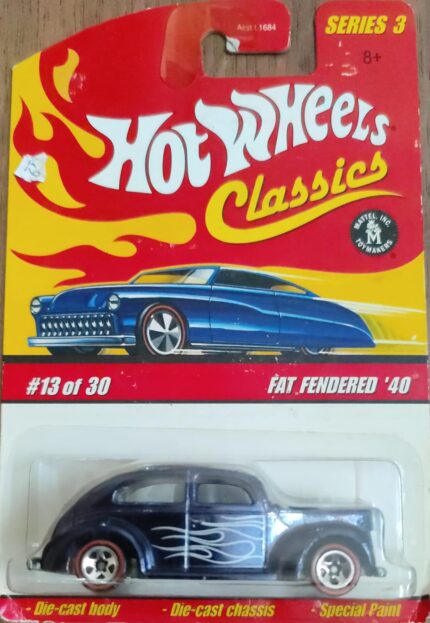 SERIES 3
8+
HOT WHEELS
Classics
MATTEL, INC.
M
TOYMAKERS
#13 of 30
FAT FENDERED '40
- Die-cast body - Die-cast chassis - Special Paint